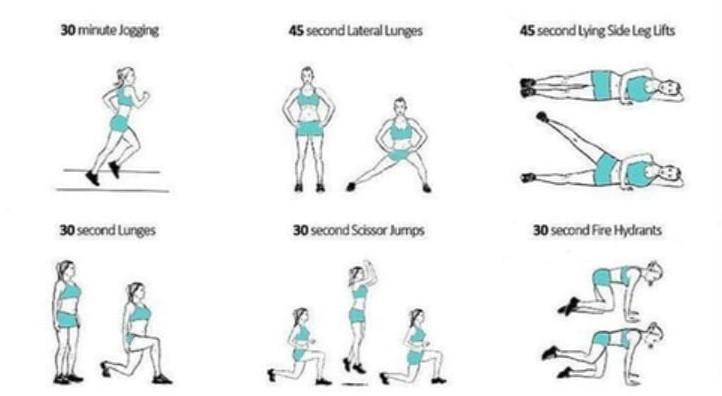 30 minute Jogging
45 second Lateral Lunges
45 second Lying Side Leg Lifts
30 second Lunges
30 second Scissor Jumps
30 second Fire Hydrants